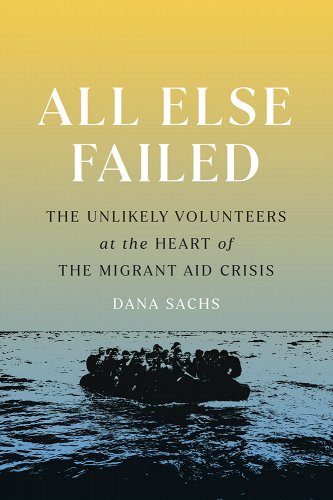 ALL ELSE
FAILED
THE UNLIKELY VOLUNTEERS
at the HEART of
THE MIGRANT AID CRISIS
DANA SACHS